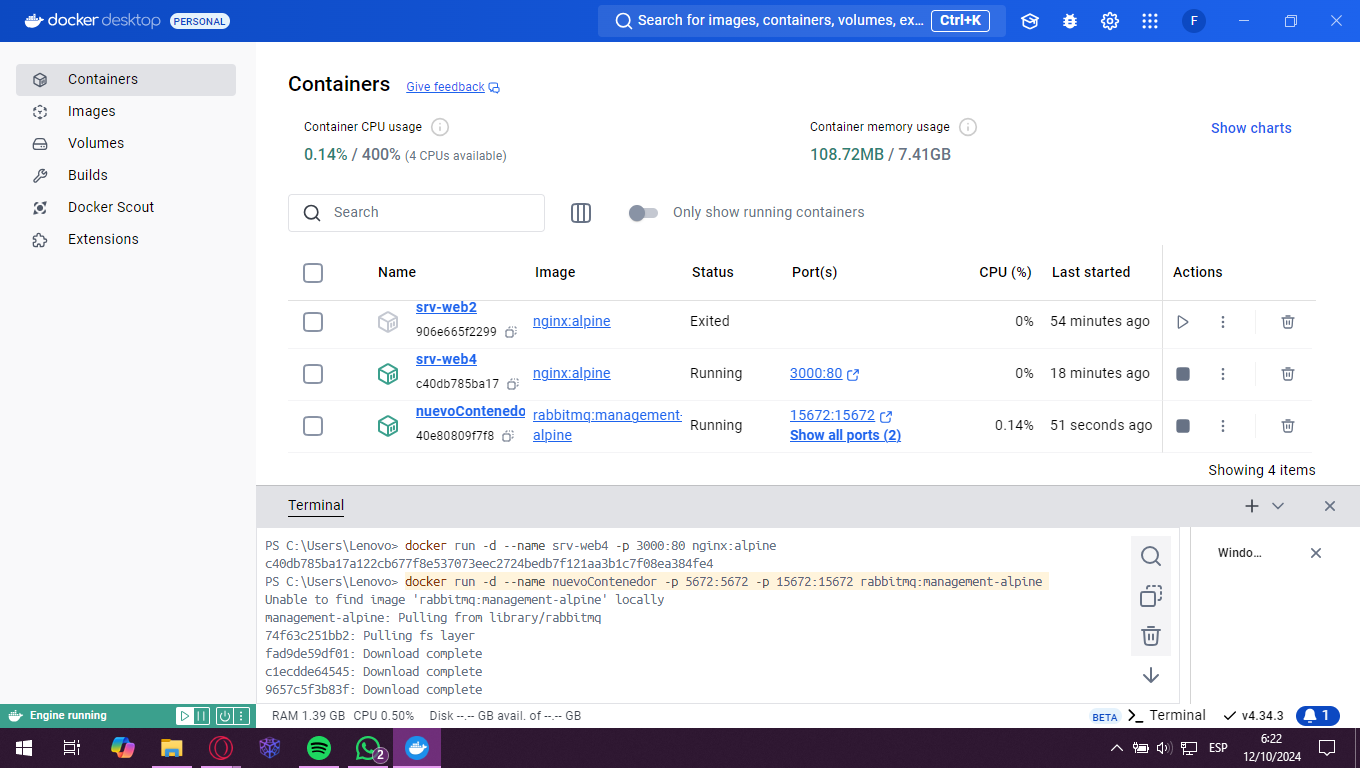 docker desktop PERSONAL
Search for images, containers, volumes, ex... Ctrl+K
F
Containers
Images
Volumes
Builds
Docker Scout
Extensions
Containers Give feedback
Container CPU usage
0.14% / 400% (4 CPUs available)
Container memory usage
108.72MB / 7.41GB
Show charts
Search
Only show running containers
Name Image Status Port(s) CPU (%) Last started Actions
srv-web2
906e665f2299
nginx:alpine Exited 0% 54 minutes ago
srv-web4
c40db785ba17
nginx:alpine Running 3000:80 0% 18 minutes ago
nuevoContenedo
40e80809f7f8
rabbitmq:management-
alpine
Running
15672:15672
Show all ports (2)
0.14% 51 seconds ago
Showing 4 items
Terminal
PS C:\Users\Lenovo> docker run -d --name srv-web4 -p 3000:80 nginx:alpine
c40db785ba17a122cb677f8e537073eec2724bedb7f121aa3b1c7f08ea384fe4
PS C:\Users\Lenovo> docker run -d --name nuevoContenedor -p 5672:5672 -p 15672:15672 rabbitmq:management-alpine
Unable to find image 'rabbitmq:management-alpine' locally
management-alpine: Pulling from library/rabbitmq
74f63c251bb2: Pulling fs layer
fad9de59df01: Download complete
c1ecdde64545: Download complete
9657c5f3b83f: Download complete
Windo...
Engine running
RAM 1.39 GB CPU 0.50% Disk --.-- GB avail. of --.-- GB
BETA Terminal v4.34.3 1
2
ESP
6:22
12/10/2024